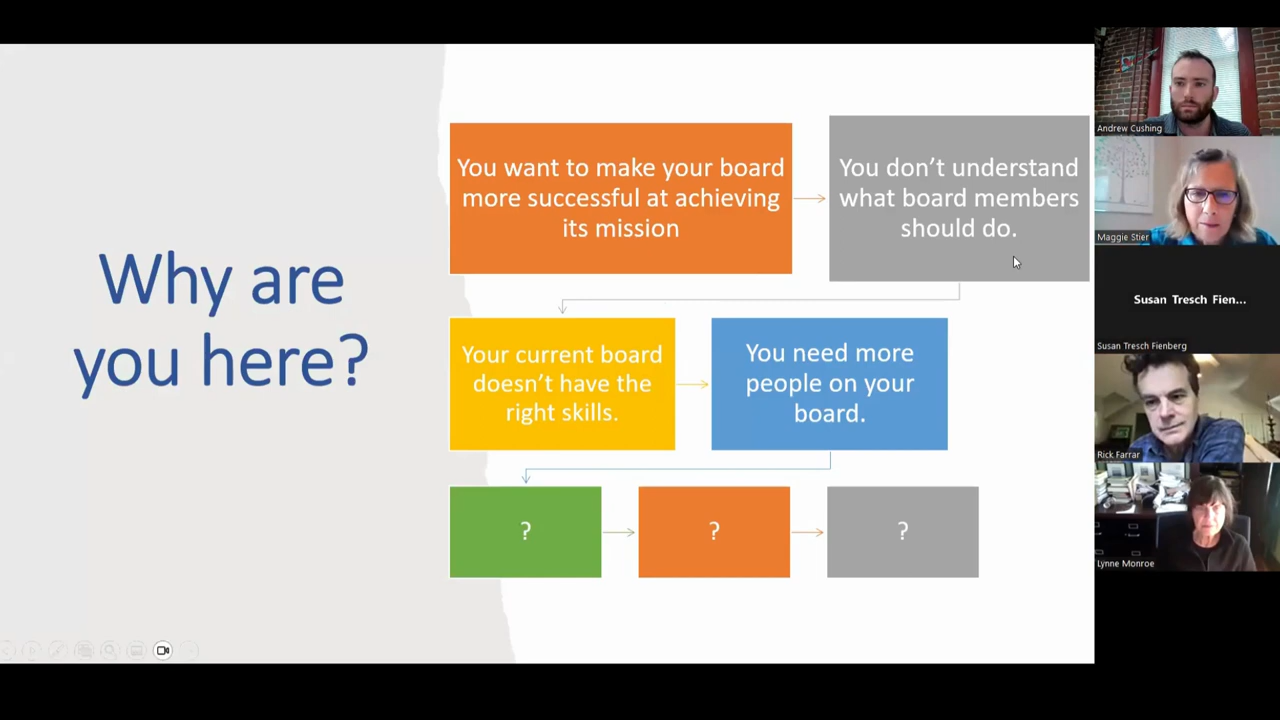 Why are
you here?
You want to make your board
more successful at achieving
its mission
You don't understand
what board members
should do.
Your current board
doesn't have the
right skills.
You need more
people on your
board.
?
?
?
Andrew Cushing
Maggie Stier
Susan Tresch Fien...
Susan Tresch Fienberg
Rick Farrar
Lynne Monroe